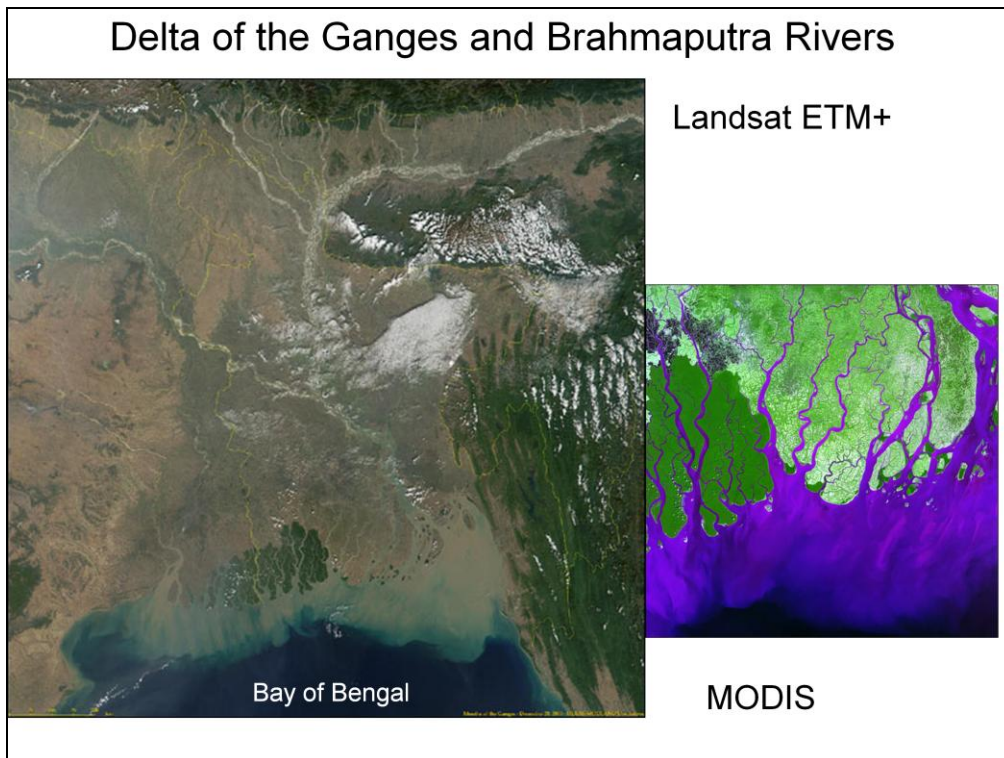 Delta of the Ganges and Brahmaputra Rivers
Landsat ETM+
Bay of Bengal
MODIS